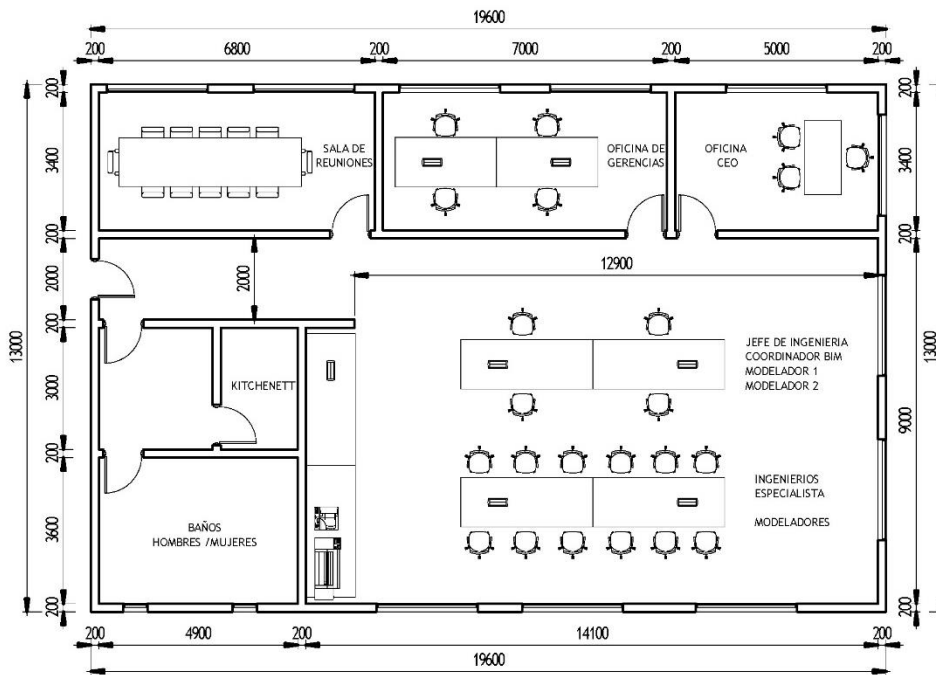 19600
200 6800 200 7000 200 5000 200
200 200
3400 SALA DE OFICINA DE OFICINA 3400
REUNIONES GERENCIAS CEO
200 200
2000 2000 12900
200
13000 13000
JEFE DE INGENIERIA
COORDINADOR BIM
3000 KITCHENETT MODELADOR 1
MODELADOR 2
9000
200
INGENIERIOS
ESPECIALISTA
3600 BAÑOS MODELADORES
HOMBRES /MUJERES
200 200
200 4900 200 14100 200
19600